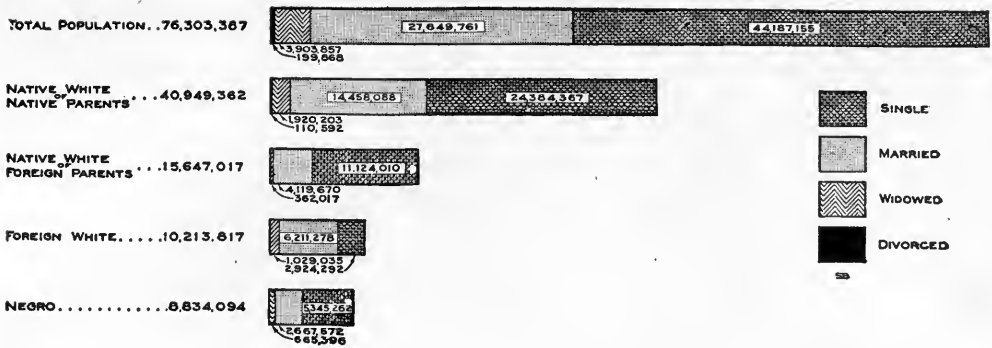 TOTAL POPULATION..76,303,387
27,849,761
44,187,155
3,903,857
199,868
NATIVE WHITE
OF
NATIVE PARENTS...40,949,362
14,458,088
24,384,367
1,920,203
110,592
NATIVE WHITE
OF
FOREIGN PARENTS...15,647,017
11,124,010
4,119,670
362,017
FOREIGN WHITE.....10,213,817
6,211,278
1,029,035
2,924,292
NEGRO............8,834,094
5,345,262
2,667,572
665,396
SINGLE
MARRIED
WIDOWED
DIVORCED